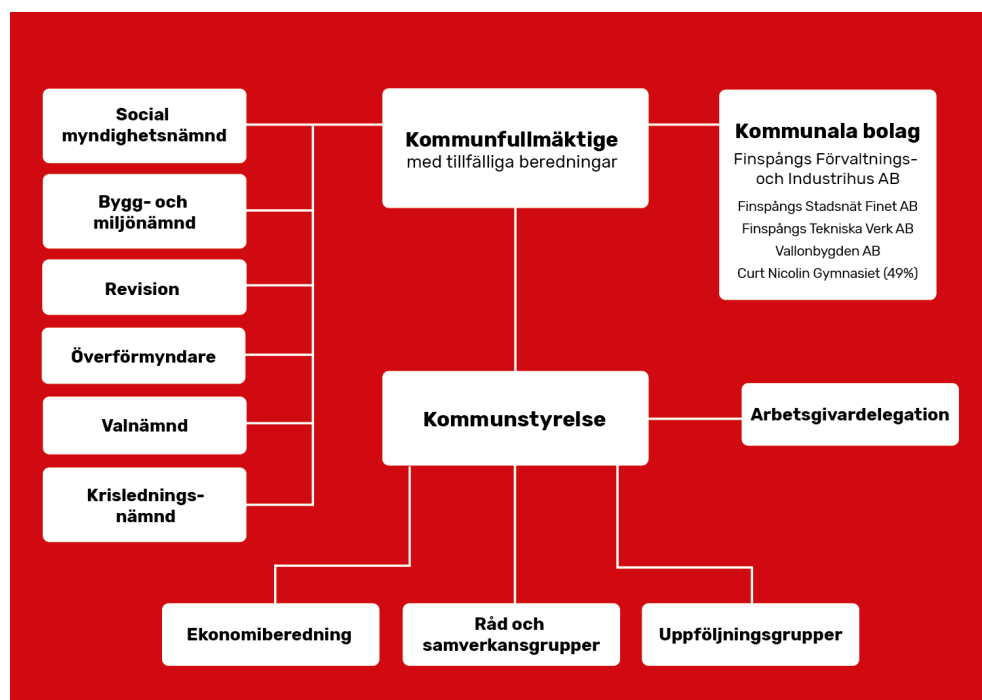 Social
myndighetsnämnd
Bygg- och
miljönämnd
Revision
Överförmyndare
Valnämnd
Krislednings-
nämnd
Kommunfullmäktige
med tillfälliga beredningar
Kommunala bolag
Finspångs Förvaltnings-
och Industrihus AB
Finspångs Stadsnät Finet AB
Finspångs Tekniska Verk AB
Vallonbygden AB
Curt Nicolin Gymnasiet (49%)
Kommunstyrelse
Arbetsgivardelegation
Ekonomiberedning
Råd och
samverkansgrupper
Uppföljningsgrupper